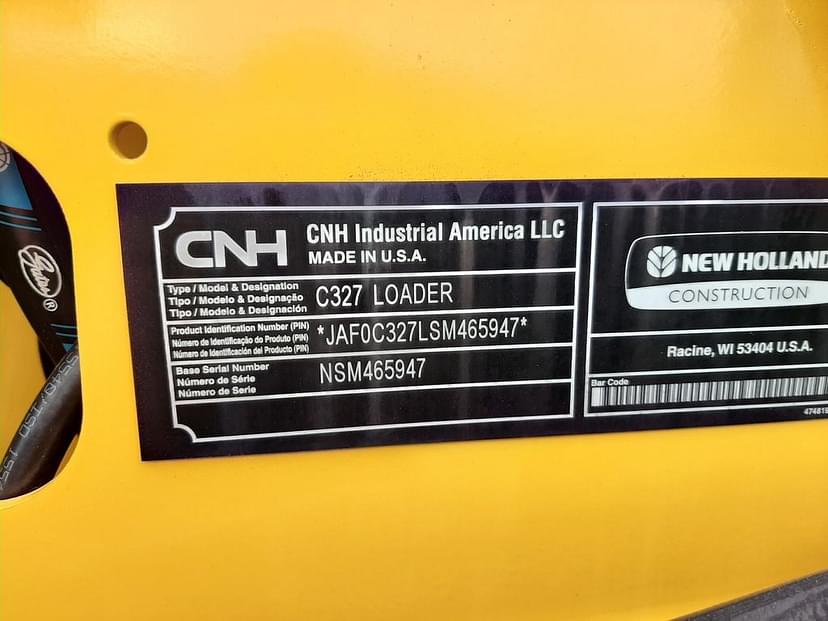 CNH
CNH Industrial America LLC
MADE IN U.S.A.
Type / Model & Designation
Tipo / Modelo & Designação
Tipo / Modelo & Designación
C327 LOADER
Product Identification Number (PIN)
Número de Identificação do Produto (PIN)
Número de Identificación del Producto (PIN)
*JAF0C327LSM465947*
Base Serial Number
Número de Série
Número de Serie
NSM465947
NEW HOLLAND
CONSTRUCTION
Racine, WI 53404 U.S.A.
Bar Code
Gates®